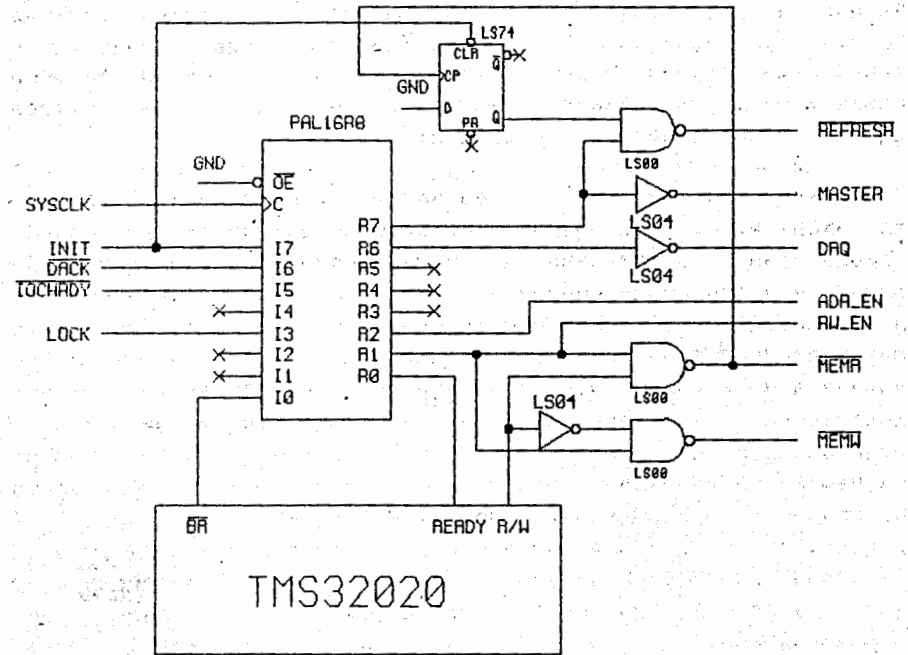 LS74
CLR
Q
CP
GND
D
Q
PR
PAL16R8
REFRESH
LS00
GND
OE
SYSCLK
C
MASTER
LS04
R7
INIT
I7
R6
DRQ
DACK
I6
R5
LS04
IOCHRDY
I5
R4
I4
R3
ADR_EN
LOCK
I3
R2
RW_EN
I2
R1
MEMR
I1
R0
LS00
I0
LS04
MEMW
LS00
BR
READY R/W
TMS32020